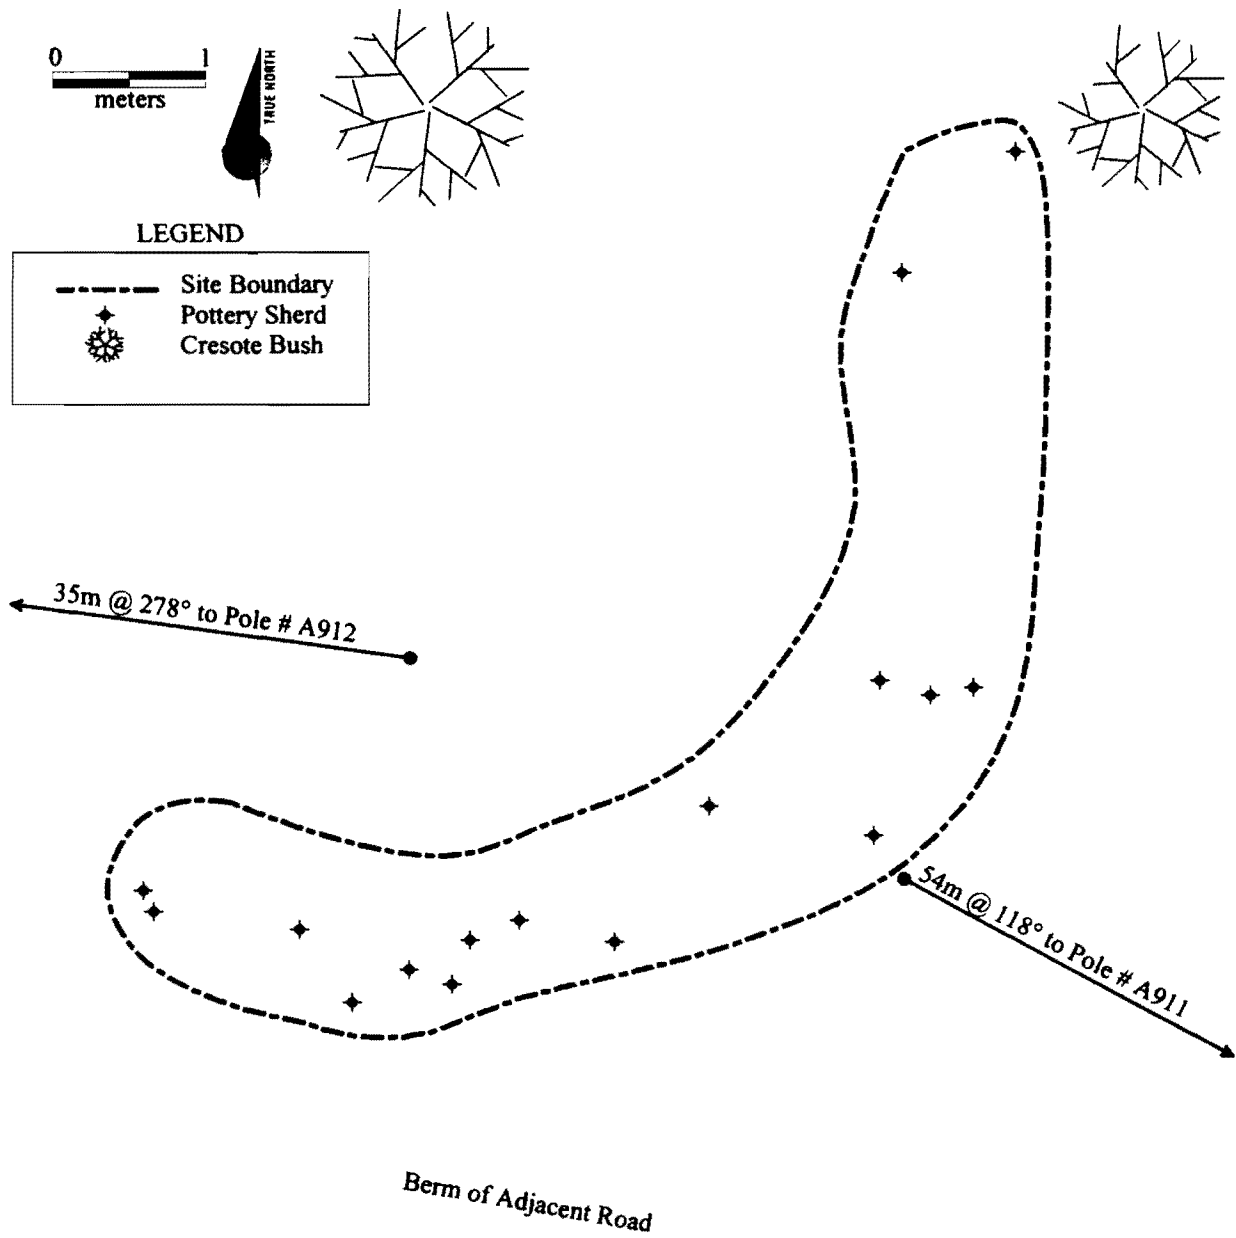 0 1
meters
TRUE NORTH
LEGEND
Site Boundary
Pottery Sherd
Cresote Bush
35m @ 278° to Pole # A912
54m @ 118° to Pole # A911
Berm of Adjacent Road